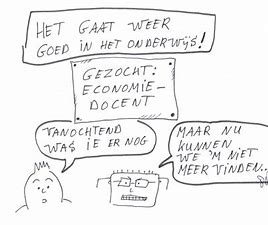 HET GAAT WEER
GOED IN HET ONDERWIJS!
GEZOCHT:
ECONOMIE-
DOCENT
VANOCHTEND
WAS IE ER NOG
MAAR NU
KUNNEN
WE 'M NIET
MEER VINDEN..